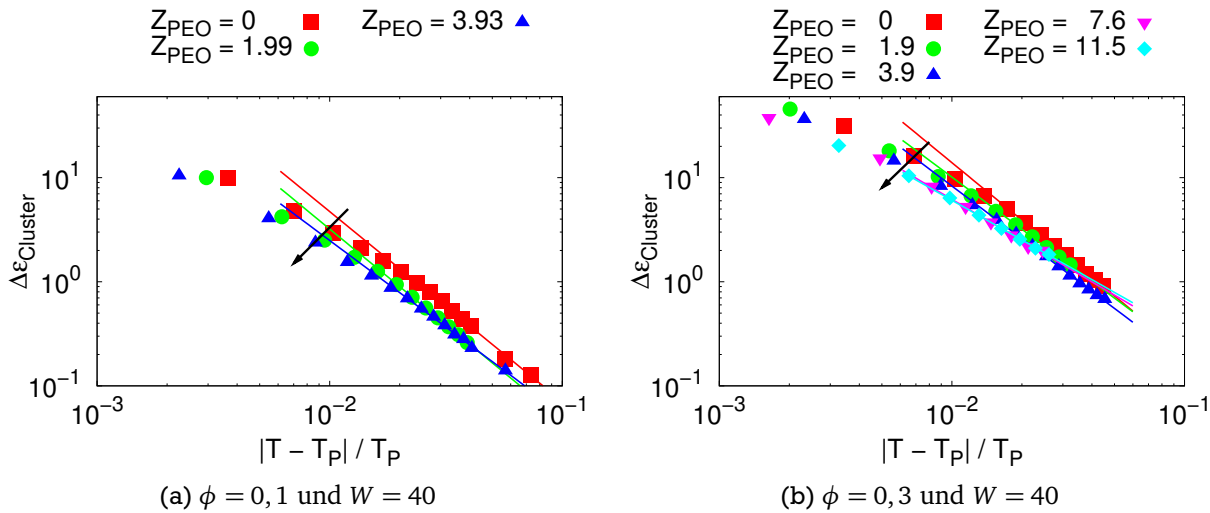 Z_PEO = 0 Z_PEO = 3.93
Z_PEO = 1.99
Δε_Cluster
10^1
10^0
10^-1
10^-3 10^-2 10^-1
|T − T_P| / T_P
(a) ϕ = 0,1 und W = 40
Z_PEO = 0 Z_PEO = 7.6
Z_PEO = 1.9 Z_PEO = 11.5
Z_PEO = 3.9
Δε_Cluster
10^1
10^0
10^-1
10^-3 10^-2 10^-1
|T − T_P| / T_P
(b) ϕ = 0,3 und W = 40